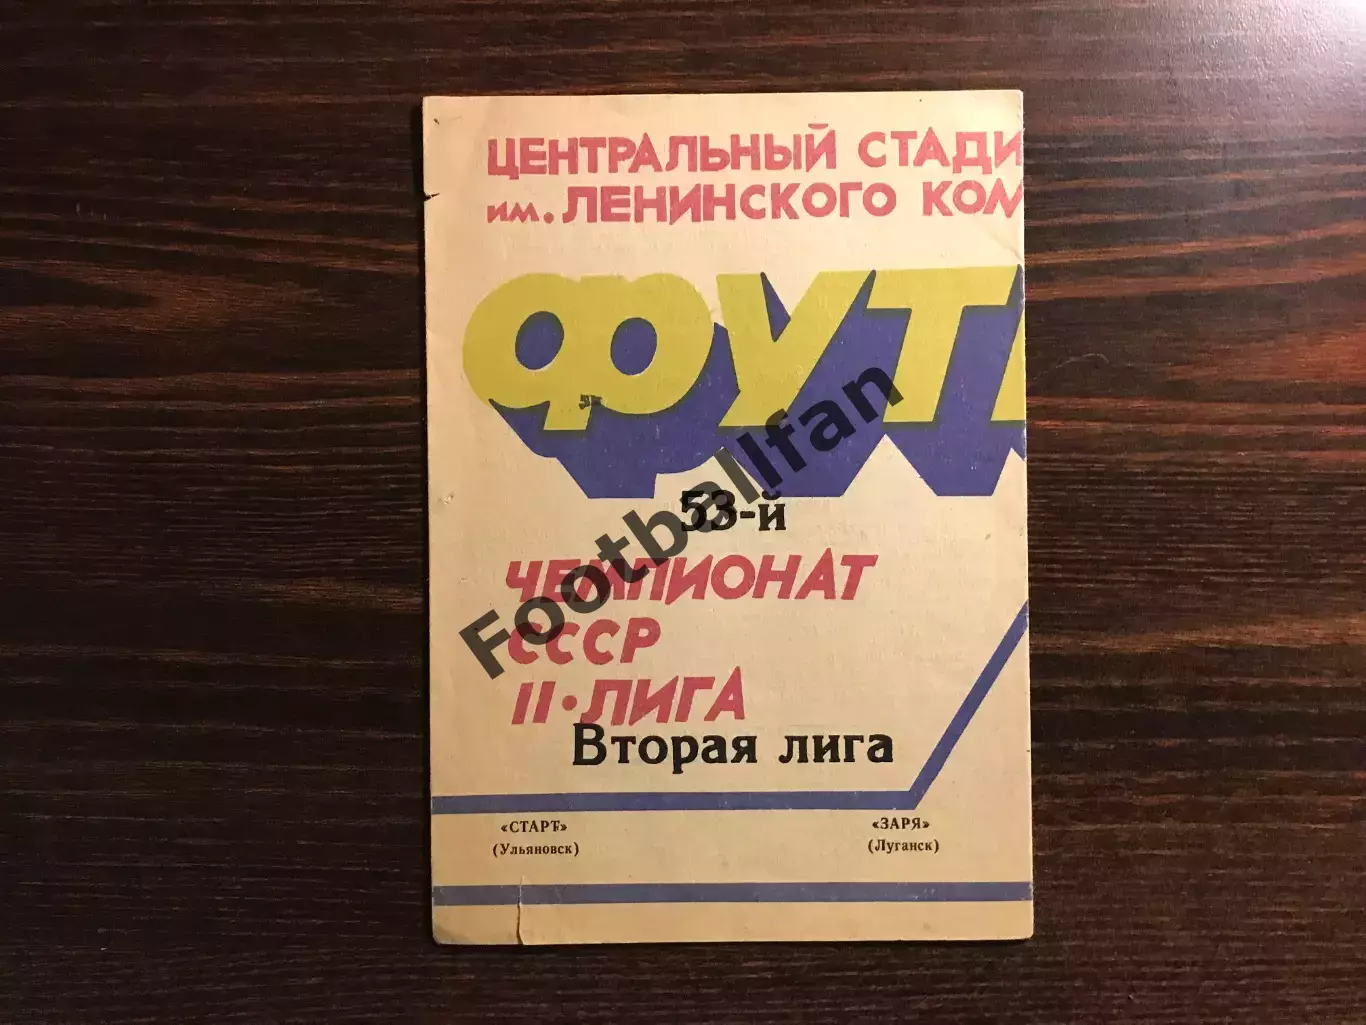 ЦЕНТРАЛЬНЫЙ СТАДИ
им. ЛЕНИНСКОГО КОМ
ФУТ
53-й
ЧЕМПИОНАТ
СССР
II·ЛИГА
Вторая лига
«СТАРТ» «ЗАРЯ»
(Ульяновск) (Луганск)
Footballfan